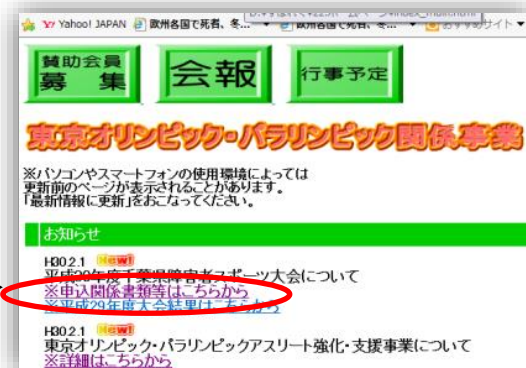 Yahoo! JAPAN 欧州各国で死者、冬...
おすすめサイト
賛助会員
募集
会報
行事予定
東京オリンピック・パラリンピック関係事業
※パソコンやスマートフォンの使用環境によっては
更新前のページが表示されることがあります。
「最新情報に更新」をおこなってください。
お知らせ
H30.2.1 New!
平成30年度千葉県障害者スポーツ大会について
※申込関係書類等はこちらから
※平成29年度大会結果はこちらから
H30.2.1 New!
東京オリンピック・パラリンピックアスリート強化・支援事業について
※詳細はこちらから